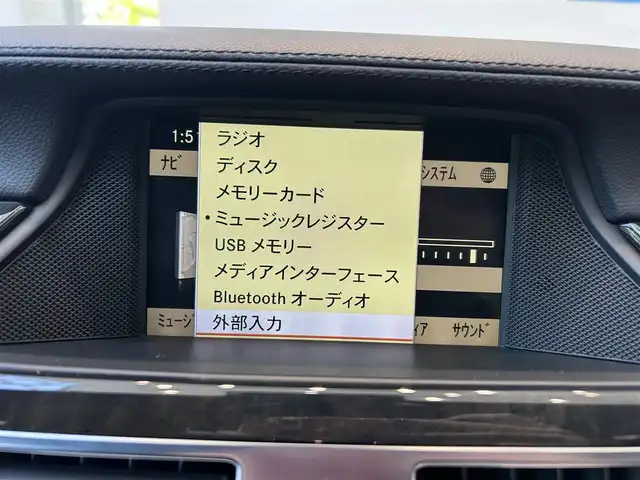 1:5
ナビ
システム
ラジオ
ディスク
メモリーカード
•ミュージックレジスター
USB メモリー
メディアインターフェース
Bluetooth オーディオ
外部入力
ミュージ
ィア
サウンド